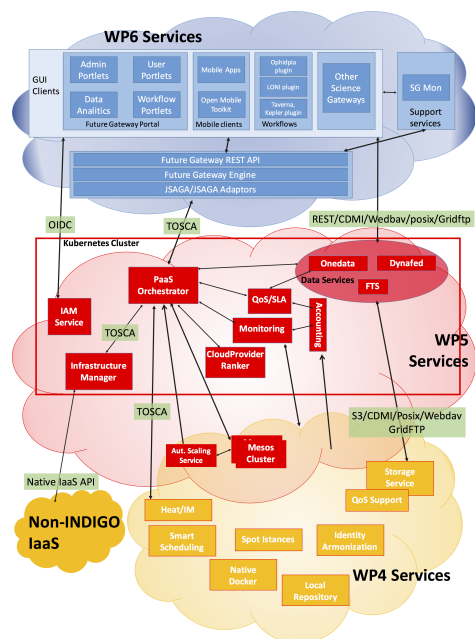 WP6 Services
GUI
Clients
Admin
Portlets
User
Portlets
Data
Analitics
Workflow
Portlets
Future Gateway Portal
Mobile Apps
Open Mobile
Toolkit
Mobile clients
Ophidpia
plugin
LONI plugin
Taverna,
Kepler plugin
Workflows
Other
Science
Gateways
5G Mon
Support
services
Future Gateway REST API
Future Gateway Engine
JSAGA/JSAGA Adaptors
OIDC
TOSCA
REST/CDMI/Wedbav/posix/Gridftp
Kubernetes Cluster
Onedata
Dynafed
Data Services
FTS
PaaS
Orchestrator
QoS/SLA
IAM
Service
Monitoring
Accounting
TOSCA
CloudProvider
Ranker
WP5
Services
Infrastructure
Manager
TOSCA
S3/CDMI/Posix/Webdav
GridFTP
Aut. Scaling
Service
Mesos
Cluster
Native IaaS API
Storage
Service
QoS Support
Non-INDIGO
IaaS
Heat/IM
Smart
Scheduling
Spot Istances
Identity
Armonization
Native
Docker
WP4 Services
Local
Repository